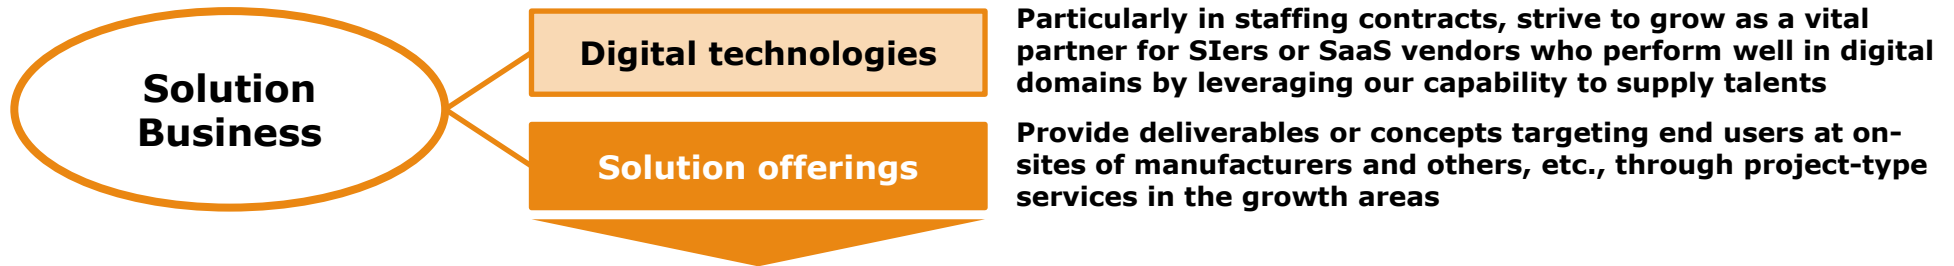 Solution
Business
Digital technologies
Particularly in staffing contracts, strive to grow as a vital
partner for SIers or SaaS vendors who perform well in digital
domains by leveraging our capability to supply talents
Solution offerings
Provide deliverables or concepts targeting end users at on-
sites of manufacturers and others, etc., through project-type
services in the growth areas